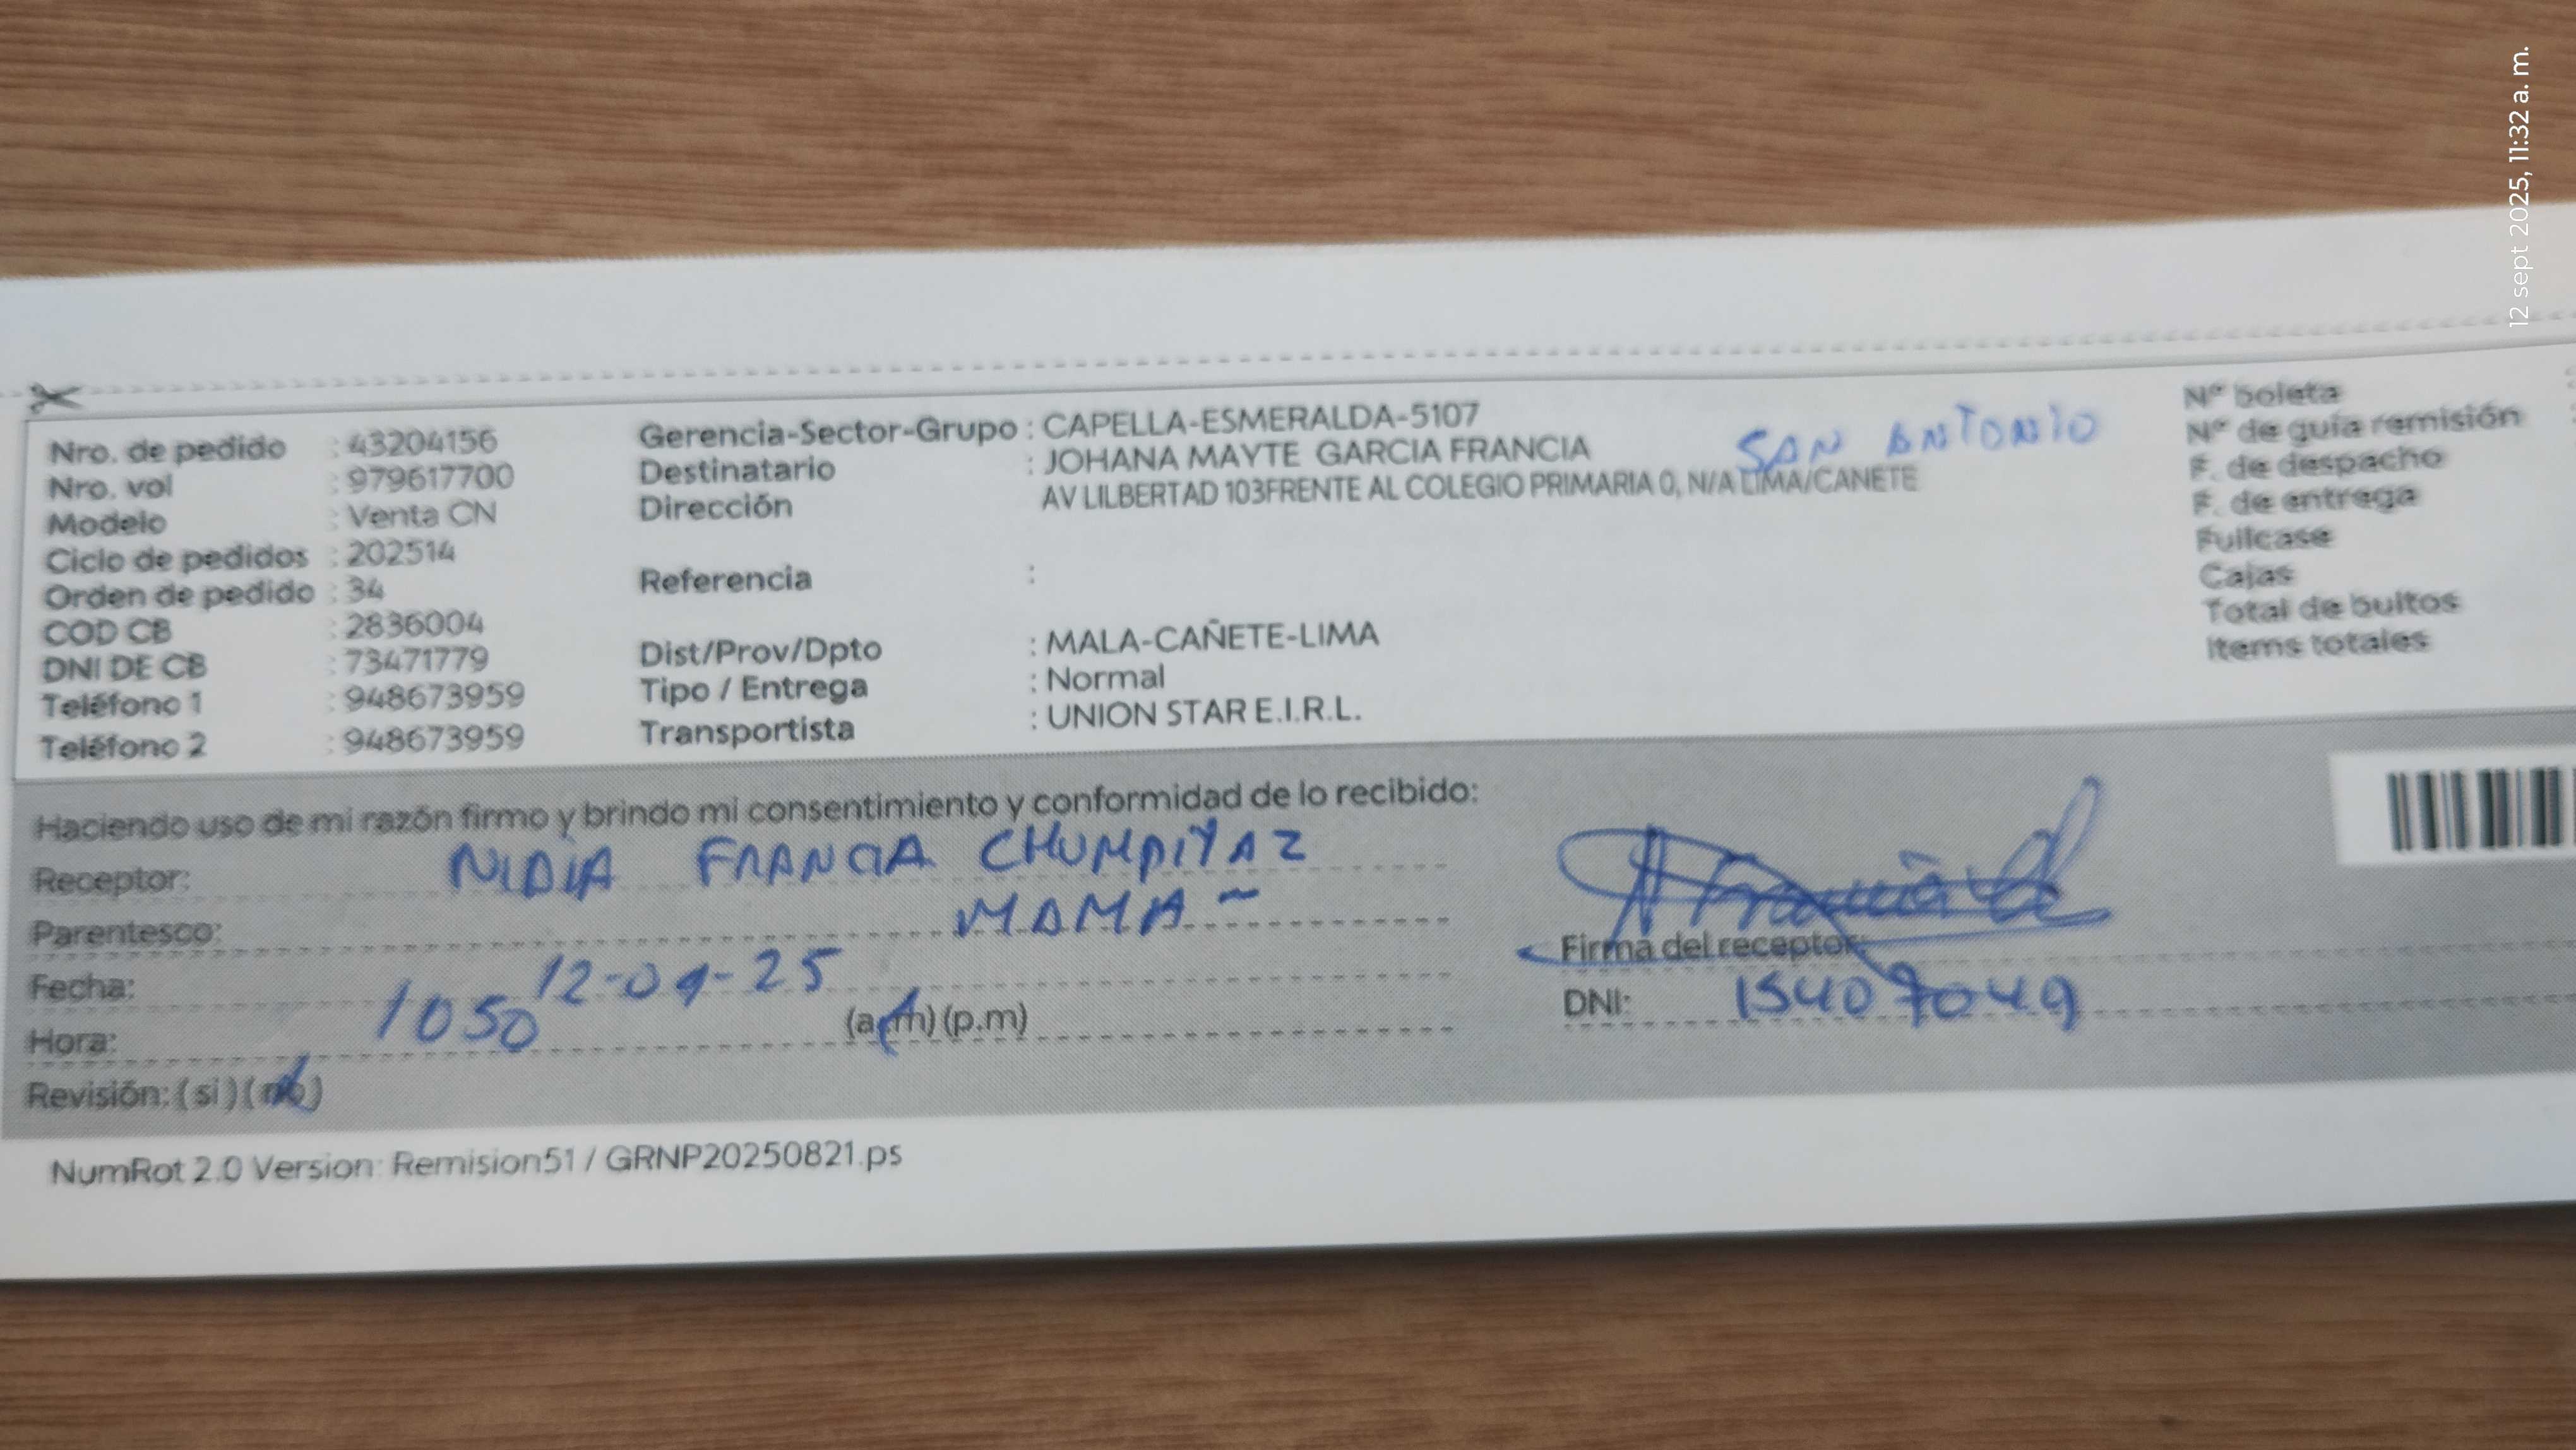 12 sept 2025, 11:32 a. m.
Nro. de pedido : 43204156
Nro. vol : 979617700
Modelo : Venta CN
Ciclo de pedidos : 202514
Orden de pedido : 34
COD CB : 2836004
DNI DE CB : 73471779
Teléfono 1 : 948673959
Teléfono 2 : 948673959
Gerencia-Sector-Grupo : CAPELLA-ESMERALDA-5107
Destinatario : JOHANA MAYTE GARCIA FRANCIA
SAN ANTONIO
Dirección AV LILBERTAD 103FRENTE AL COLEGIO PRIMARIA 0, N/A LIMA/CANETE
Referencia :
Dist/Prov/Dpto : MALA-CAÑETE-LIMA
Tipo / Entrega : Normal
Transportista : UNION STAR E.I.R.L.
Nº boleta
Nº de guía remisión
F. de despacho
F. de entrega
Fullcase
Cajas
Total de bultos
Items totales
Haciendo uso de mi razón firmo y brindo mi consentimiento y conformidad de lo recibido:
Receptor: NIDIA FRANCIA CHUMPIYAZ
Parentesco: MAMA
Fecha: 12-09-25
Hora: 1050 (a.m) (p.m)
Revisión: (si) (no)
Firma del receptor:
DNI: 15407049
NumRot 2.0 Version: Remision51 / GRNP20250821.ps